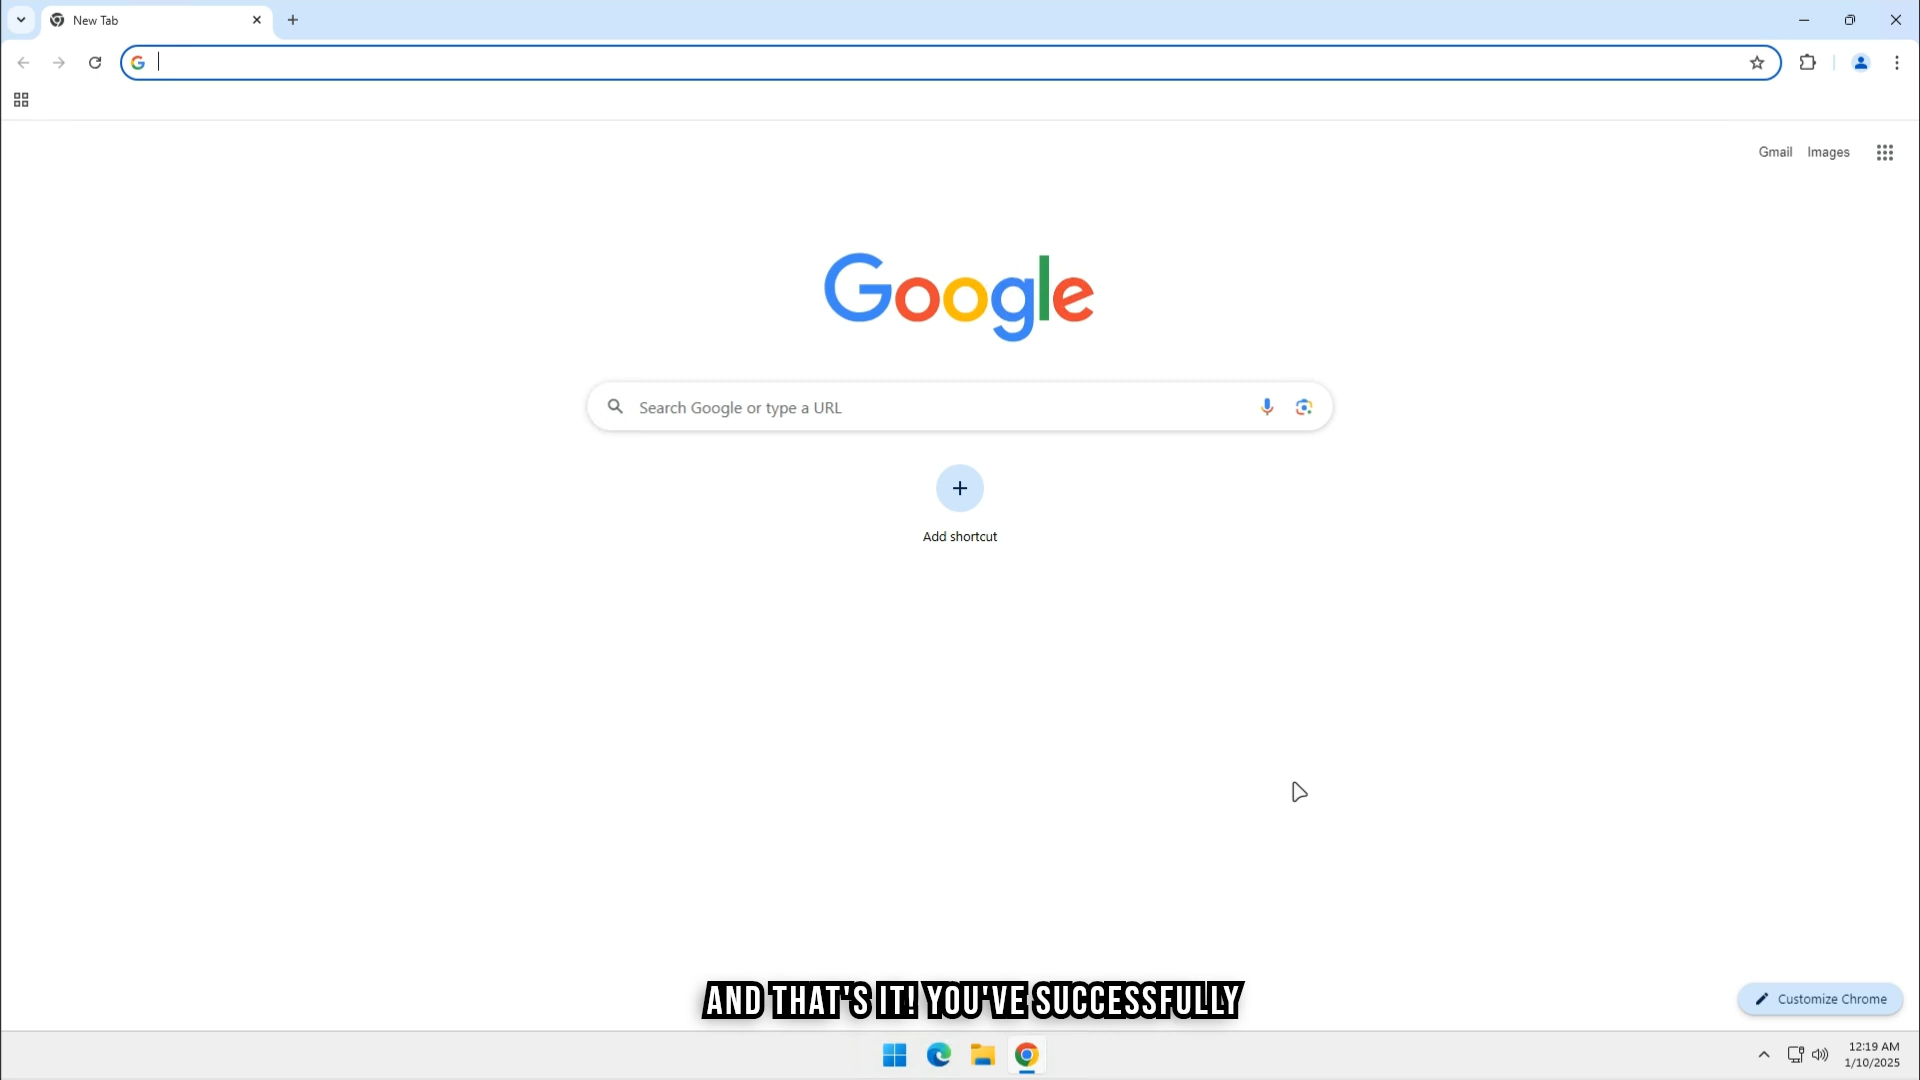 New Tab
Gmail Images
Google
Search Google or type a URL
Add shortcut
AND THAT'S IT! YOU'VE SUCCESSFULLY
Customize Chrome
12:19 AM
1/10/2025